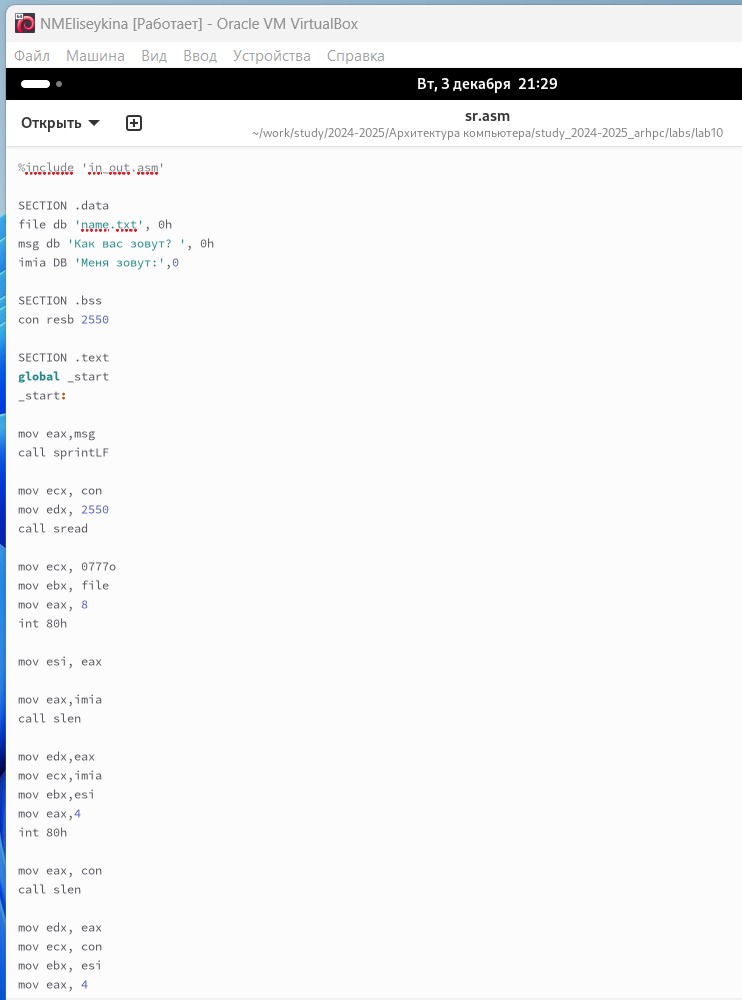 NMEliseykina [Работает] - Oracle VM VirtualBox
Файл Машина Вид Ввод Устройства Справка
Вт, 3 декабря 21:29
Открыть
sr.asm
~/work/study/2024-2025/Архитектура компьютера/study_2024-2025_arhpc/labs/lab10
%include 'in_out.asm'
SECTION .data
file db 'name.txt', 0h
msg db 'Как вас зовут? ', 0h
imia DB 'Меня зовут:',0
SECTION .bss
con resb 2550
SECTION .text
global _start
_start:
mov eax,msg
call sprintLF
mov ecx, con
mov edx, 2550
call sread
mov ecx, 0777o
mov ebx, file
mov eax, 8
int 80h
mov esi, eax
mov eax,imia
call slen
mov edx,eax
mov ecx,imia
mov ebx,esi
mov eax,4
int 80h
mov eax, con
call slen
mov edx, eax
mov ecx, con
mov ebx, esi
mov eax, 4